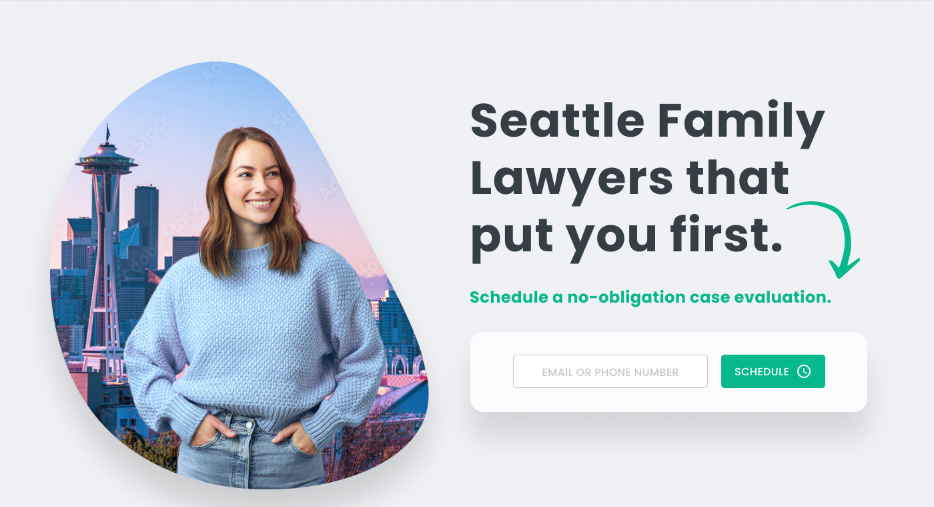 Seattle Family
Lawyers that
put you first.
Schedule a no-obligation case evaluation.
EMAIL OR PHONE NUMBER
SCHEDULE